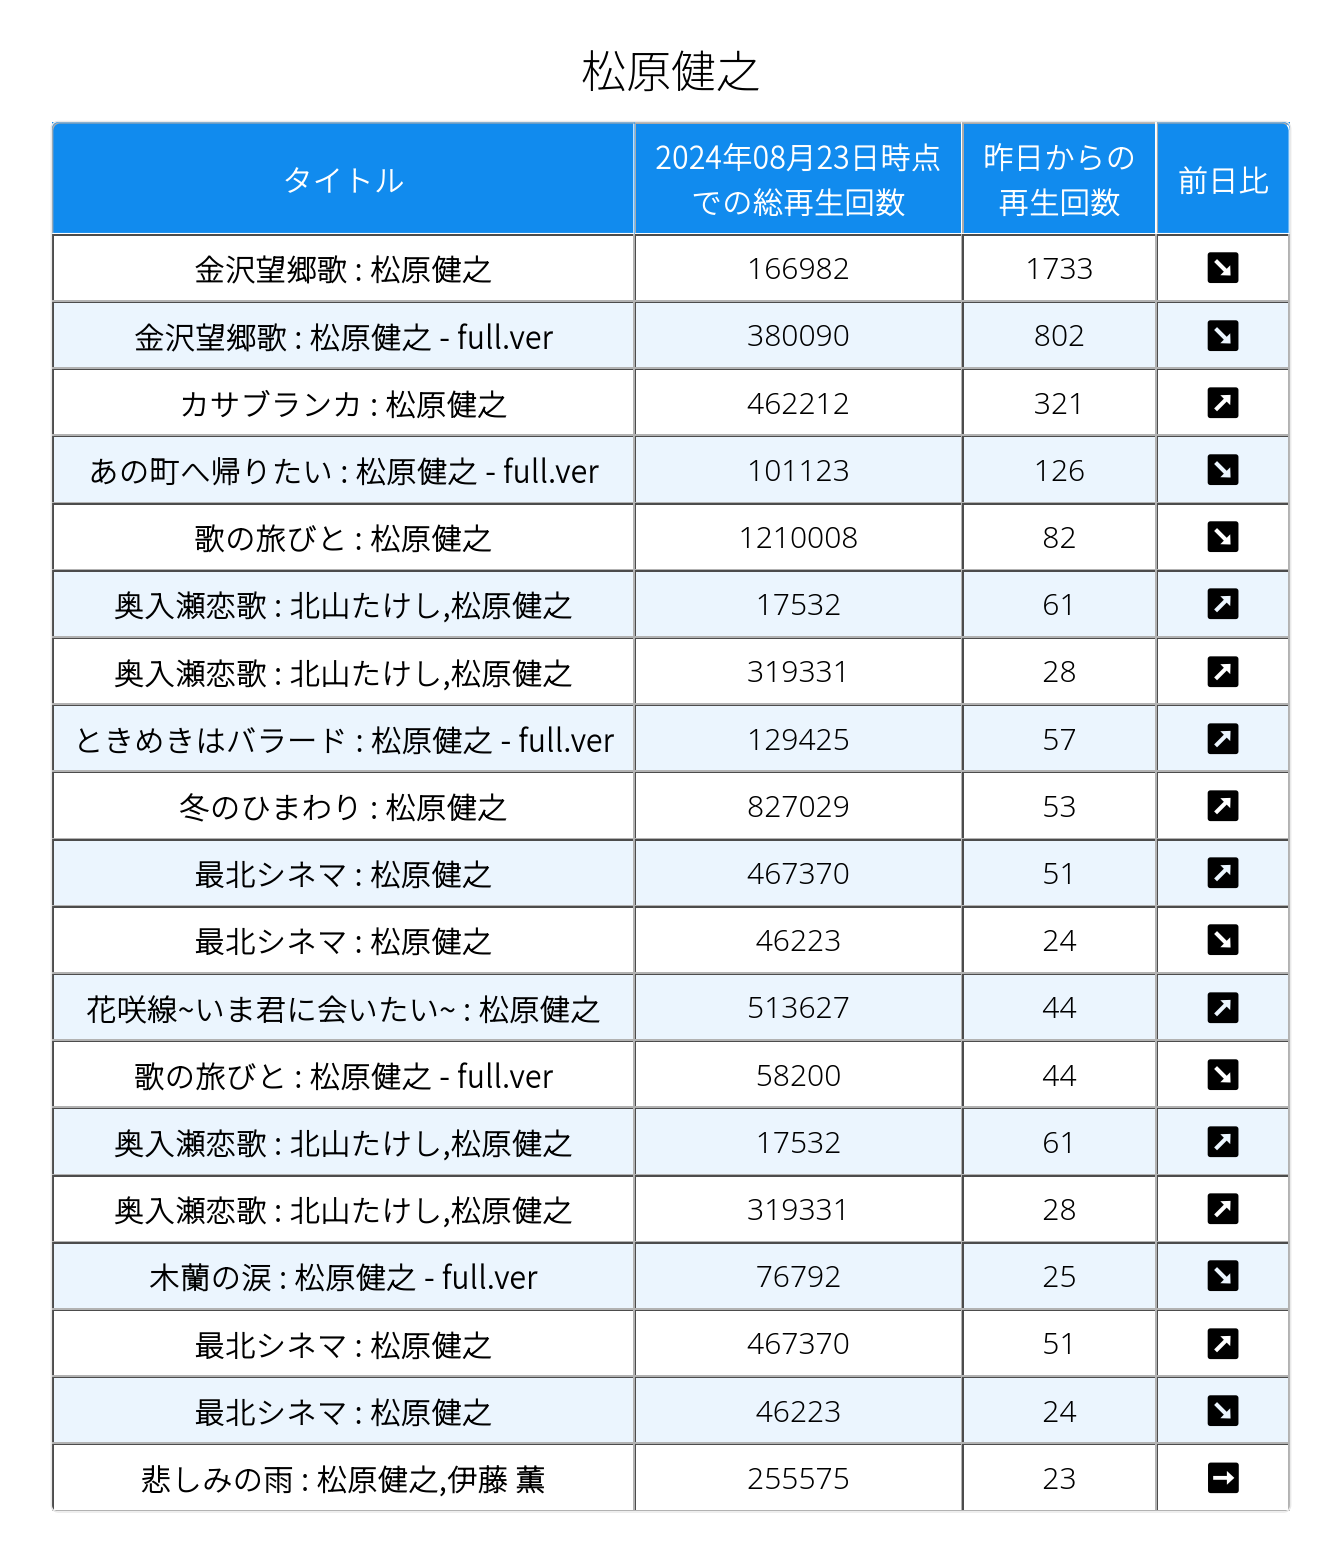 松原健之
タイトル 2024年08月23日時点での総再生回数 昨日からの再生回数 前日比
金沢望郷歌 : 松原健之 166982 1733 ↘
金沢望郷歌 : 松原健之 - full.ver 380090 802 ↘
カサブランカ : 松原健之 462212 321 ↗
あの町へ帰りたい : 松原健之 - full.ver 101123 126 ↘
歌の旅びと : 松原健之 1210008 82 ↘
奥入瀬恋歌 : 北山たけし,松原健之 17532 61 ↗
奥入瀬恋歌 : 北山たけし,松原健之 319331 28 ↗
ときめきはバラード : 松原健之 - full.ver 129425 57 ↗
冬のひまわり : 松原健之 827029 53 ↗
最北シネマ : 松原健之 467370 51 ↗
最北シネマ : 松原健之 46223 24 ↘
花咲線~いま君に会いたい~ : 松原健之 513627 44 ↗
歌の旅びと : 松原健之 - full.ver 58200 44 ↘
奥入瀬恋歌 : 北山たけし,松原健之 17532 61 ↗
奥入瀬恋歌 : 北山たけし,松原健之 319331 28 ↗
木蘭の涙 : 松原健之 - full.ver 76792 25 ↘
最北シネマ : 松原健之 467370 51 ↗
最北シネマ : 松原健之 46223 24 ↘
悲しみの雨 : 松原健之,伊藤 薫 255575 23 →